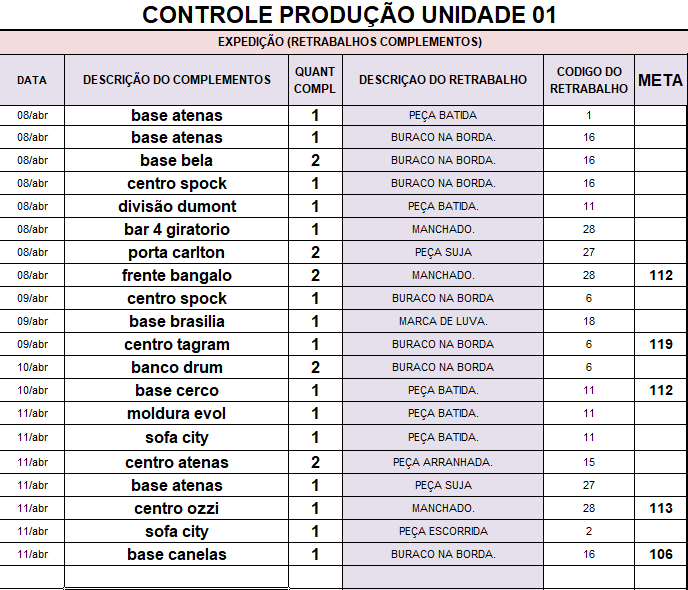 CONTROLE PRODUÇÃO UNIDADE 01
EXPEDIÇÃO (RETRABALHOS COMPLEMENTOS)
DATA DESCRIÇÃO DO COMPLEMENTOS QUANT COMPL DESCRIÇAO DO RETRABALHO CODIGO DO RETRABALHO META
08/abr base atenas 1 PEÇA BATIDA 1
08/abr base atenas 1 BURACO NA BORDA. 16
08/abr base bela 2 BURACO NA BORDA. 16
08/abr centro spock 1 BURACO NA BORDA. 16
08/abr divisão dumont 1 PEÇA BATIDA. 11
08/abr bar 4 giratorio 1 MANCHADO. 28
08/abr porta carlton 2 PEÇA SUJA 27
08/abr frente bangalo 2 MANCHADO. 28 112
09/abr centro spock 1 BURACO NA BORDA 6
09/abr base brasilia 1 MARCA DE LUVA. 18
09/abr centro tagram 1 BURACO NA BORDA 6 119
10/abr banco drum 2 BURACO NA BORDA 6
10/abr base cerco 1 PEÇA BATIDA. 11 112
11/abr moldura evol 1 PEÇA BATIDA. 11
11/abr sofa city 1 PEÇA BATIDA. 11
11/abr centro atenas 2 PEÇA ARRANHADA. 15
11/abr base atenas 1 PEÇA SUJA 27
11/abr centro ozzi 1 MANCHADO. 28 113
11/abr sofa city 1 PEÇA ESCORRIDA 2
11/abr base canelas 1 BURACO NA BORDA. 16 106